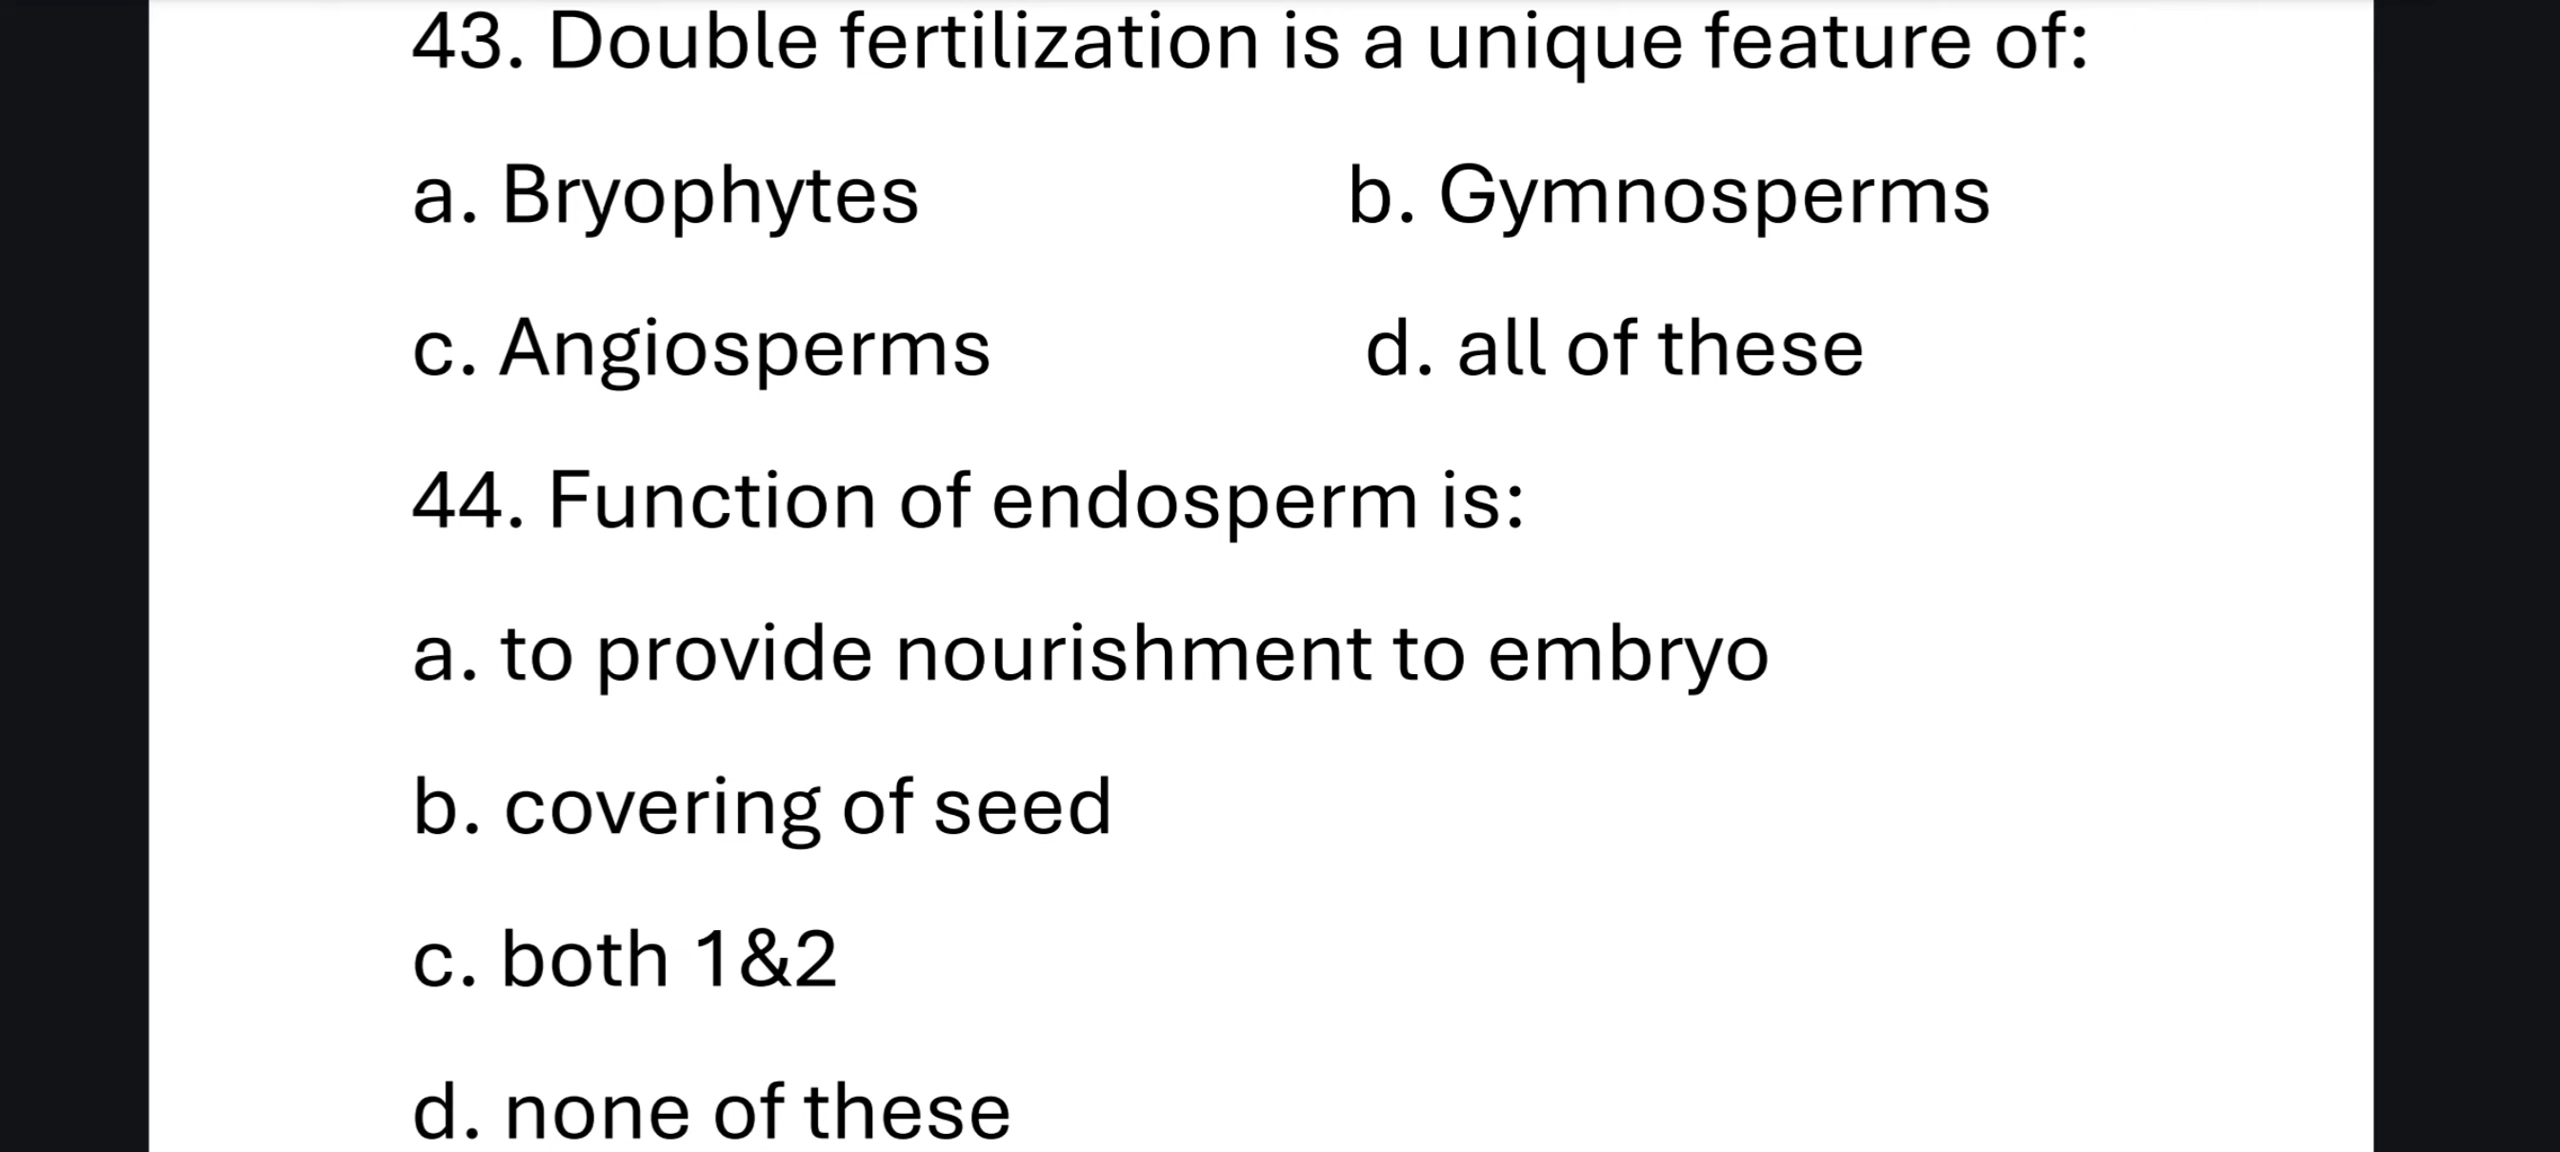 43. Double fertilization is a unique feature of:
a. Bryophytes b. Gymnosperms
c. Angiosperms d. all of these
44. Function of endosperm is:
a. to provide nourishment to embryo
b. covering of seed
c. both 1&2
d. none of these